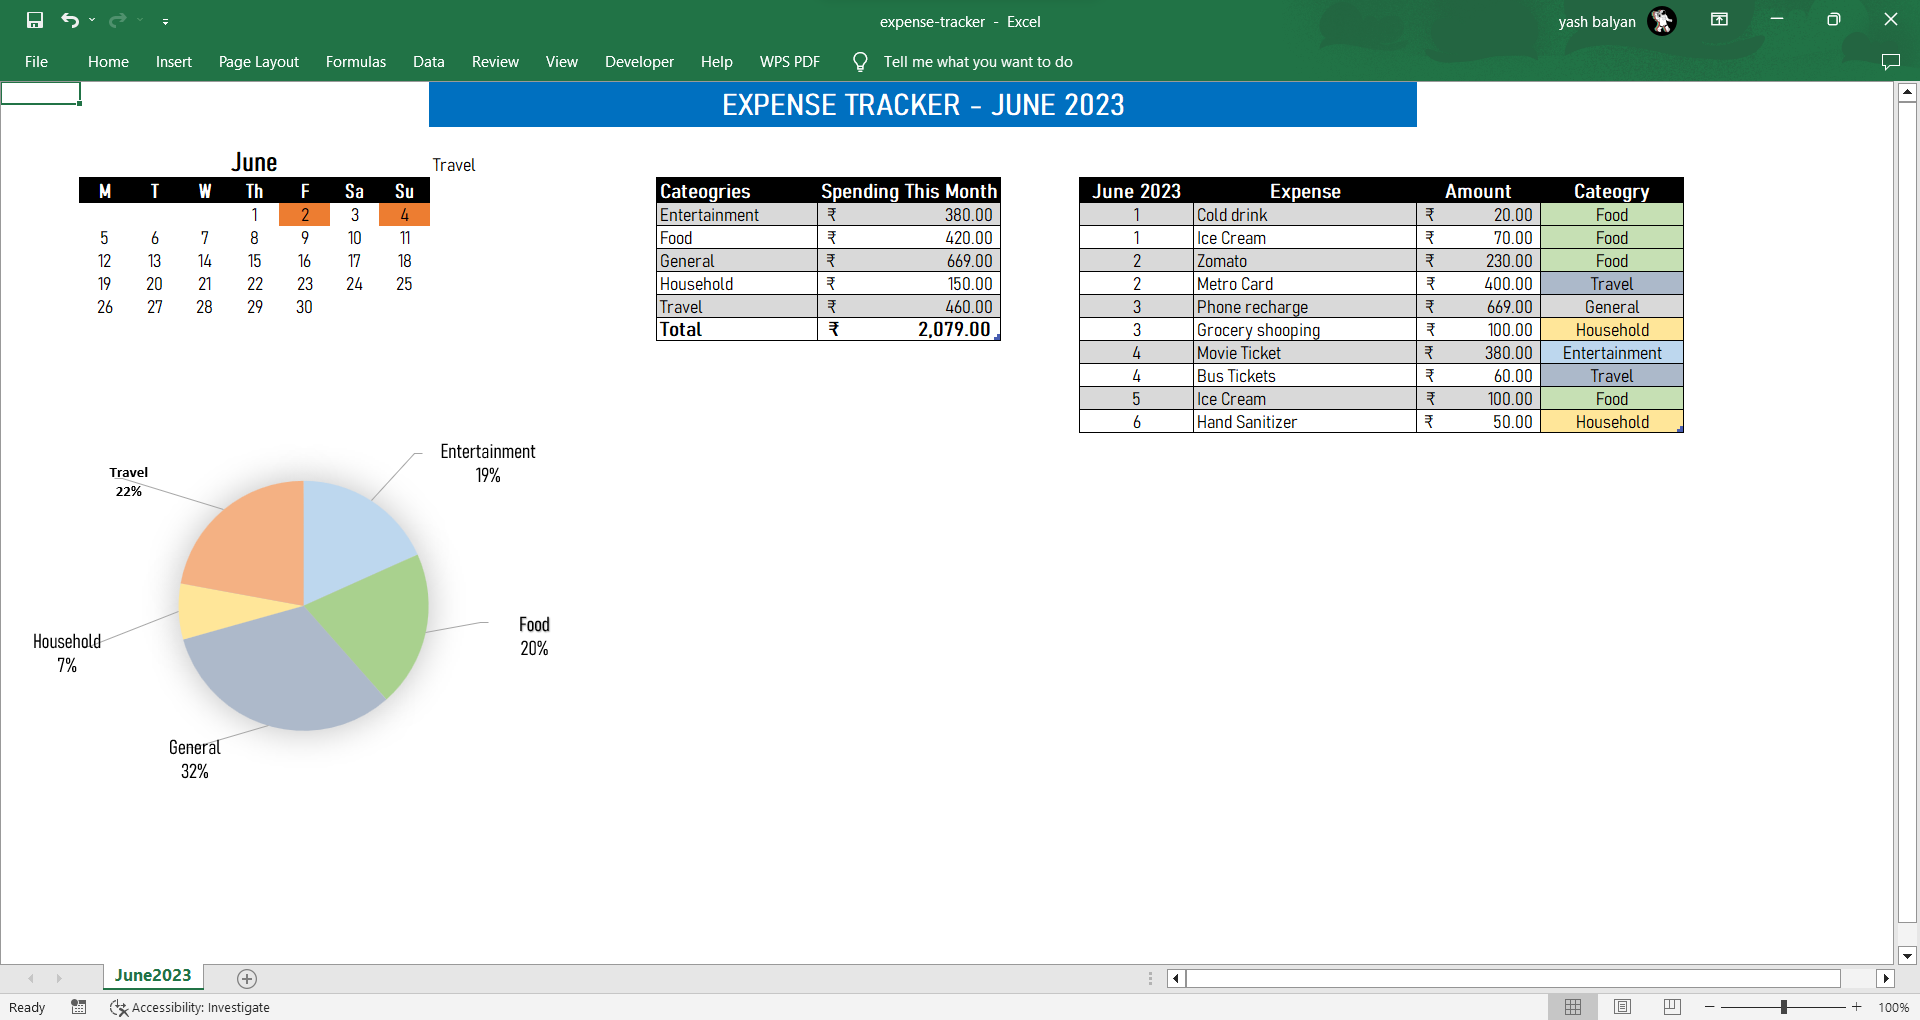 expense-tracker - Excel
yash balyan
File Home Insert Page Layout Formulas Data Review View Developer Help WPS PDF Tell me what you want to do
EXPENSE TRACKER - JUNE 2023
June
Travel
M T W Th F Sa Su
1 2 3 4
5 6 7 8 9 10 11
12 13 14 15 16 17 18
19 20 21 22 23 24 25
26 27 28 29 30
Cateogries Spending This Month
Entertainment ₹ 380.00
Food ₹ 420.00
General ₹ 669.00
Household ₹ 150.00
Travel ₹ 460.00
Total ₹ 2,079.00
June 2023 Expense Amount Cateogry
1 Cold drink ₹ 20.00 Food
1 Ice Cream ₹ 70.00 Food
2 Zomato ₹ 230.00 Food
2 Metro Card ₹ 400.00 Travel
3 Phone recharge ₹ 669.00 General
3 Grocery shooping ₹ 100.00 Household
4 Movie Ticket ₹ 380.00 Entertainment
4 Bus Tickets ₹ 60.00 Travel
5 Ice Cream ₹ 100.00 Food
6 Hand Sanitizer ₹ 50.00 Household
Entertainment
19%
Travel
22%
Food
20%
Household
7%
General
32%
June2023
Ready Accessibility: Investigate
100%